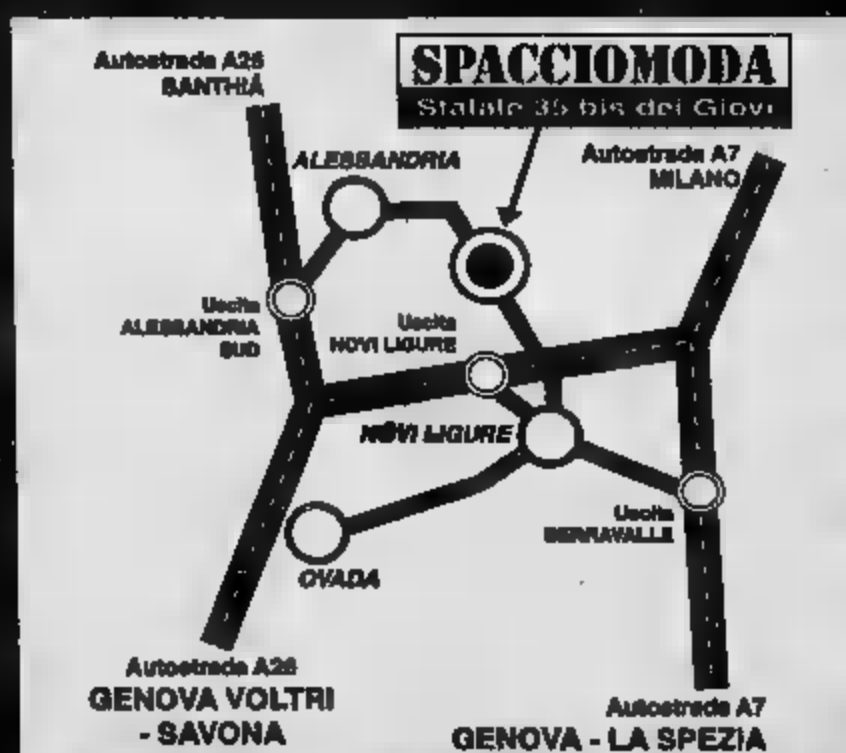 Autostrada A26
SANTHIÁ
SPACCIOMODA
Statale 35 bis dei Giovi
ALESSANDRIA
Autostrada A7
MILANO
Uscita
ALESSANDRIA
SUD
Uscita
NOVI LIGURE
NOVI LIGURE
Uscita
SERRAVALLE
OVADA
Autostrada A26
GENOVA VOLTRI
- SAVONA
Autostrada A7
GENOVA - LA SPEZIA